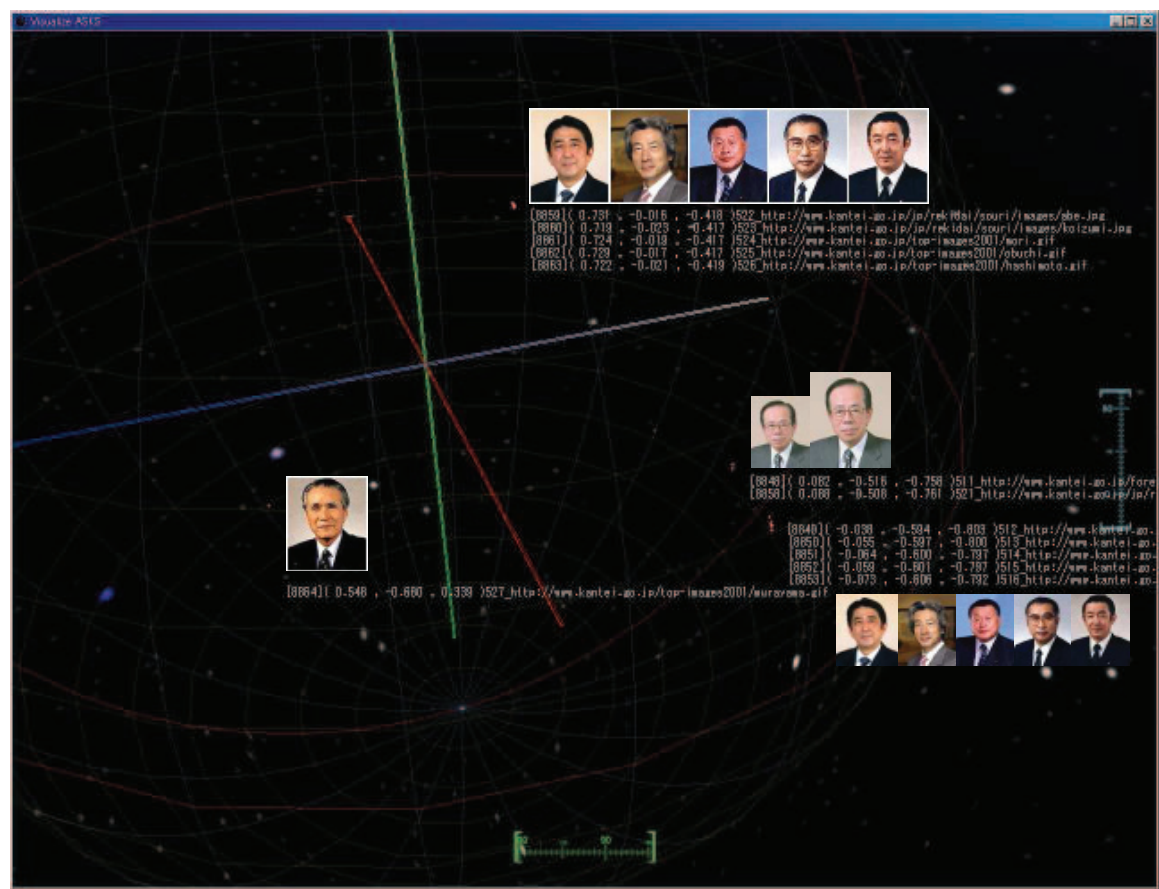 Visualize ASKS
[8859]( 0.731 , -0.016 , -0.418 )522_http://www.kantei.go.jp/jp/rekidai/souri/images/abe.jpg
[8860]( 0.719 , -0.023 , -0.417 )523_http://www.kantei.go.jp/jp/rekidai/souri/images/koizumi.jpg
[8861]( 0.724 , -0.019 , -0.417 )524_http://www.kantei.go.jp/top-images2001/mori.gif
[8862]( 0.729 , -0.017 , -0.417 )525_http://www.kantei.go.jp/top-images2001/obuchi.gif
[8863]( 0.722 , -0.021 , -0.419 )526_http://www.kantei.go.jp/top-images2001/hashimoto.gif
[8848]( 0.082 , -0.516 , -0.758 )511_http://www.kantei.go.jp/fore
[8858]( 0.088 , -0.508 , -0.761 )521_http://www.kantei.go.jp/jp/r
[8849]( -0.038 , -0.594 , -0.803 )512_http://www.kantei.go.
[8850]( -0.055 , -0.597 , -0.800 )513_http://www.kantei.go.
[8851]( -0.064 , -0.600 , -0.797 )514_http://www.kantei.go.
[8852]( -0.059 , -0.601 , -0.797 )515_http://www.kantei.go.
[8853]( -0.073 , -0.606 , -0.792 )516_http://www.kantei.go.
[8864]( 0.546 , -0.660 , 0.339 )527_http://www.kantei.go.jp/top-images2001/murayama.gif